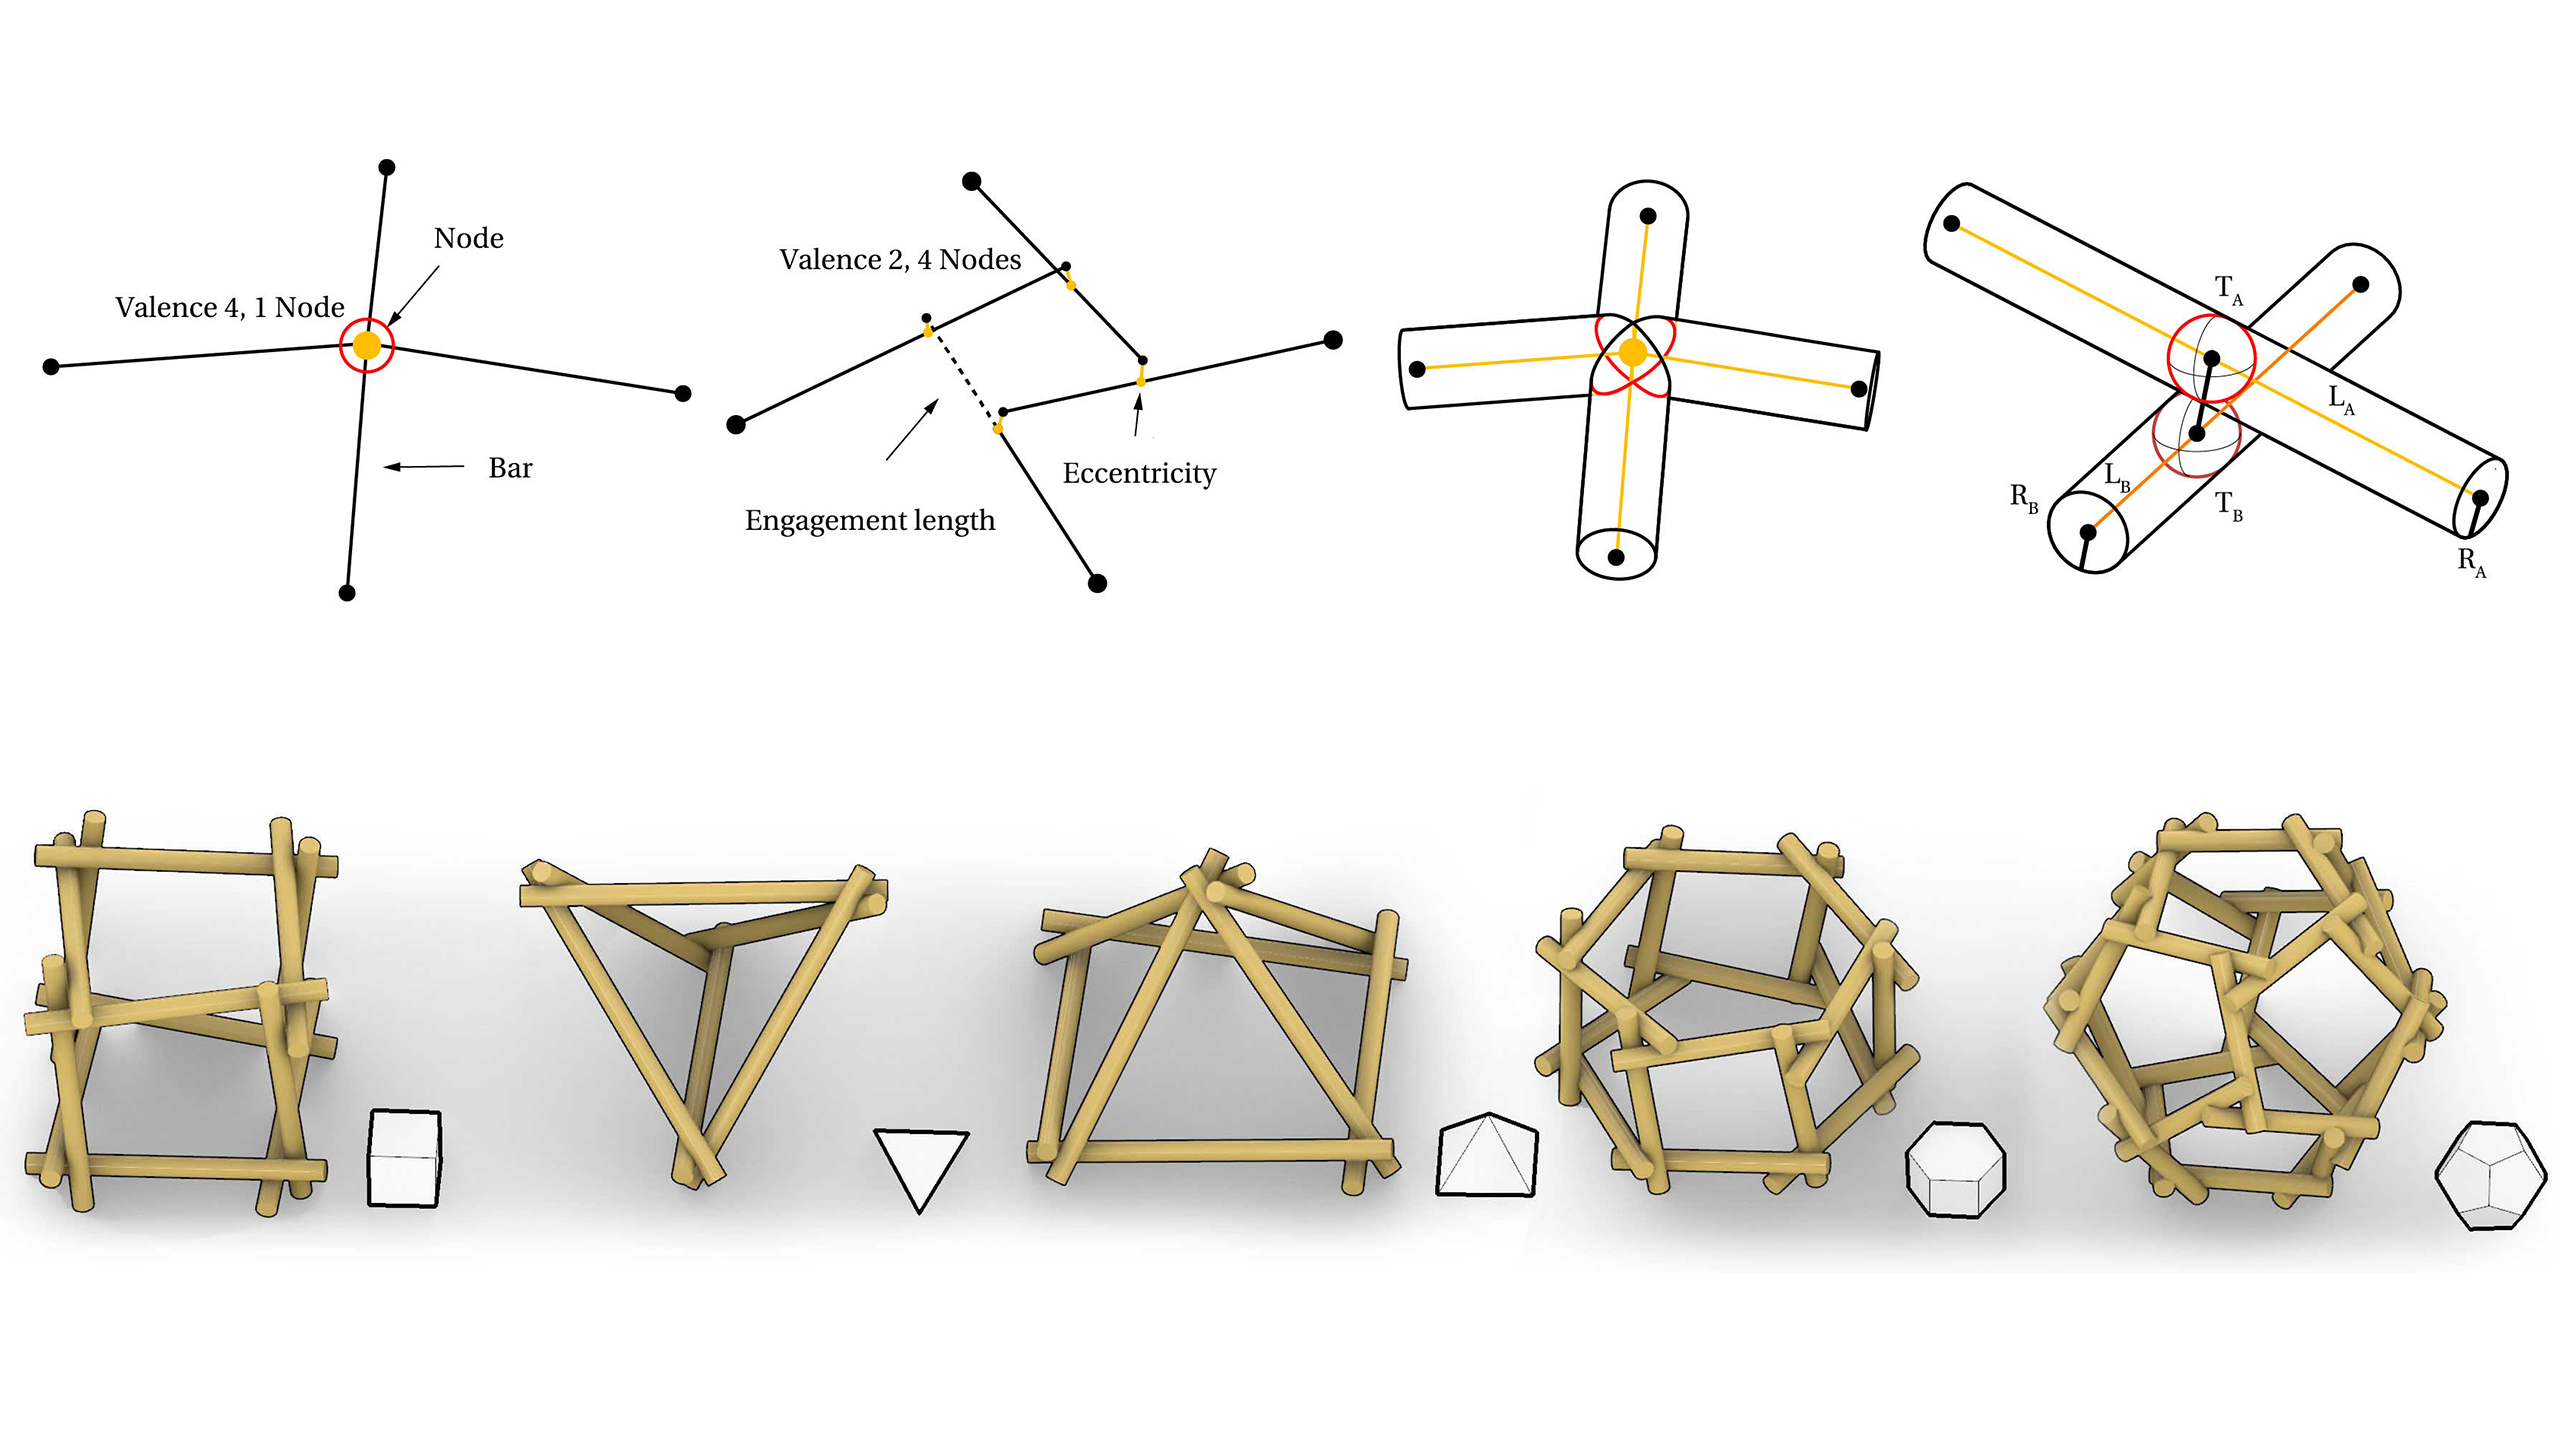 Node
Valence 4, 1 Node
Bar
Valence 2, 4 Nodes
Engagement length
Eccentricity
T_A
L_A
L_B
R_B
T_B
R_A